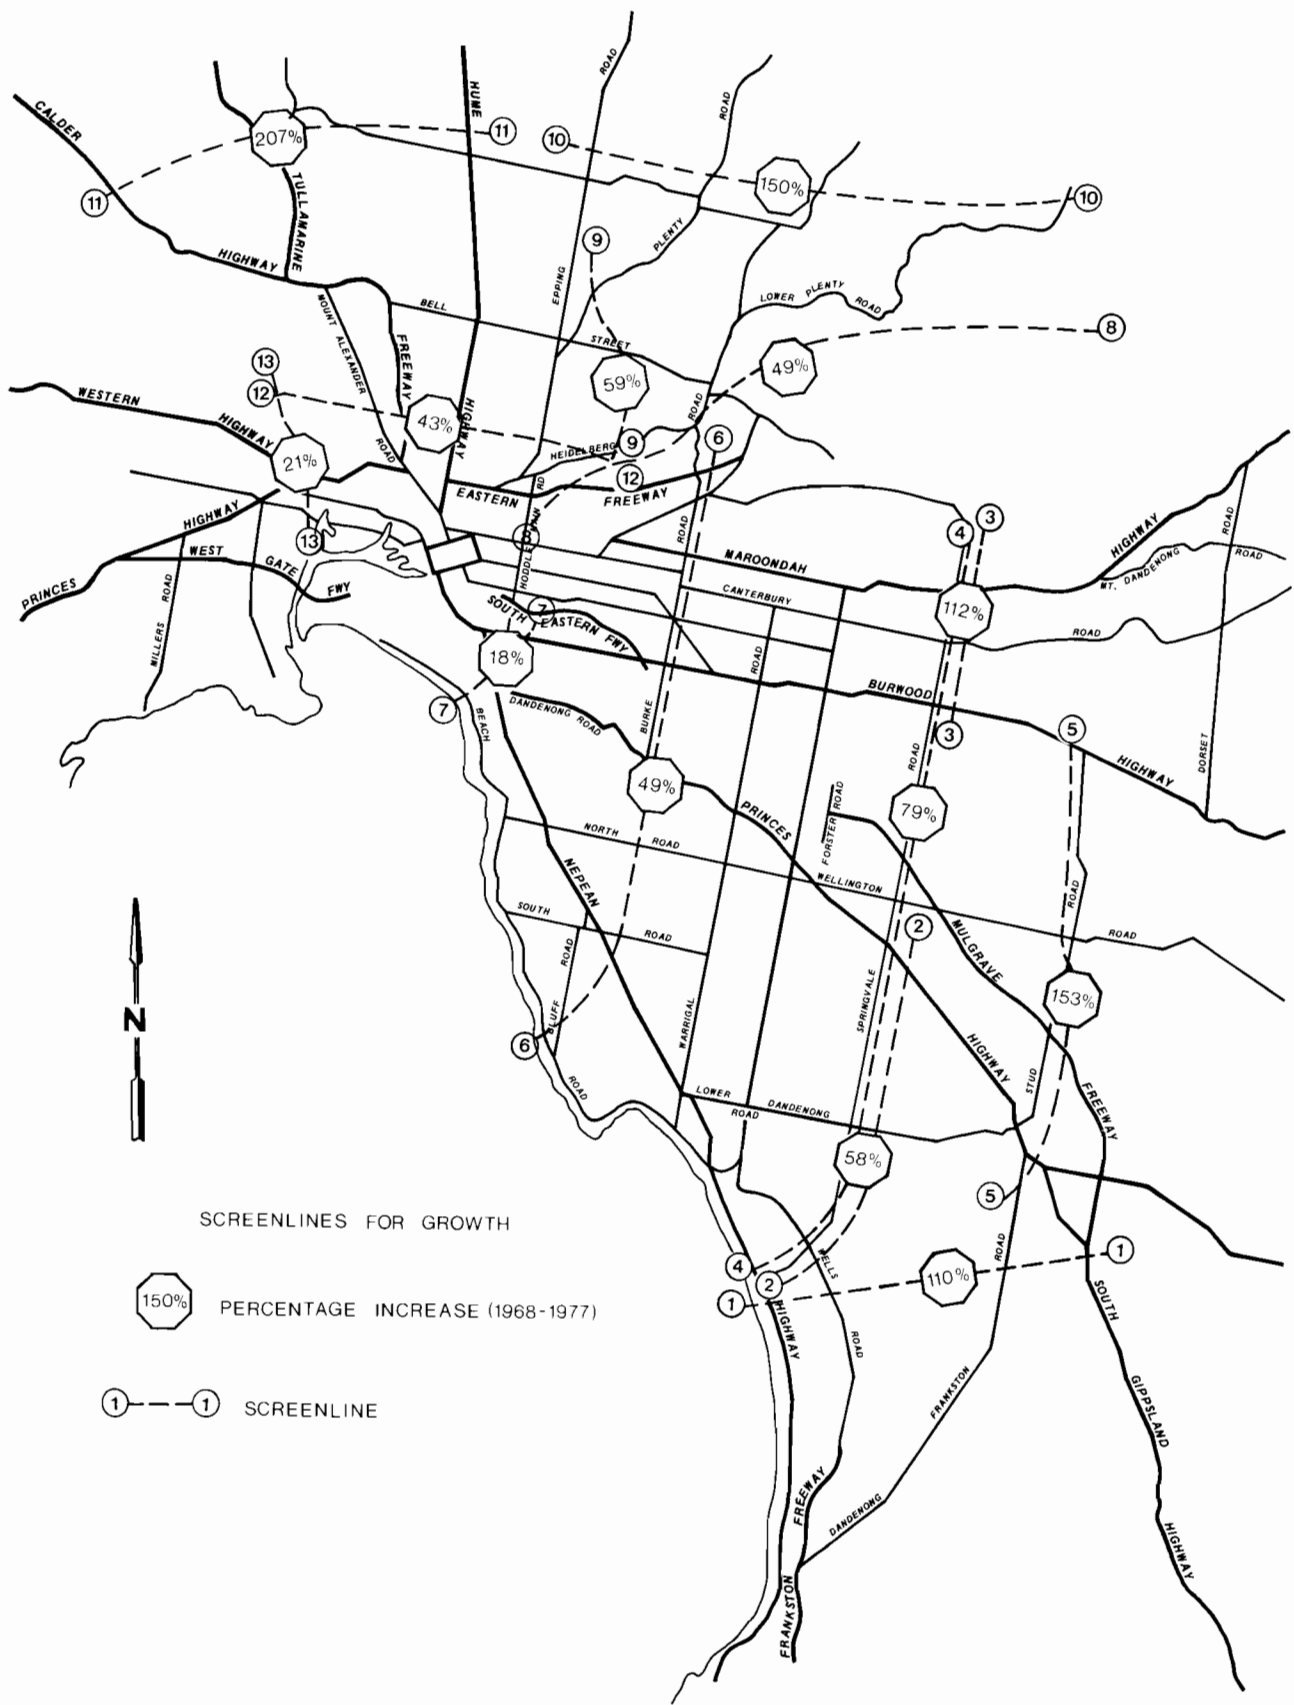 CALDER
HIGHWAY
HUME
HIGHWAY
ROAD
ROAD
207%
11
11
10
150%
10
TULLAMARINE
FREEWAY
9
PLENTY
EPPING
LOWER PLENTY ROAD
MOUNT ALEXANDER
ROAD
BELL
STREET
8
13
12
59%
49%
WESTERN
HIGHWAY
43%
ROAD
6
21%
HEIDELBERG
9
12
EASTERN FREEWAY
RD
ROAD
HIGHWAY
4
3
HIGHWAY
ROAD
13
8
HODDLE
MAROONDAH
MT. DANDENONG ROAD
WEST GATE FWY
PRINCES
MILLERS ROAD
CANTERBURY
ROAD
112%
7
SOUTH EASTERN FWY
18%
ROAD
BURWOOD
HIGHWAY
7
BEACH
DANDENONG ROAD
BURKE
ROAD
3
5
DORSET
49%
PRINCES
FORSTER ROAD
79%
NORTH ROAD
WELLINGTON
ROAD
ROAD
NEPEAN
SOUTH
ROAD
2
MULGRAVE
BLUFF ROAD
153%
N
6
ROAD
WARRIGAL
SPRINGVALE
HIGHWAY
STUD
FREEWAY
LOWER
DANDENONG
ROAD
58%
5
SCREENLINES FOR GROWTH
4
2
1
WELLS
ROAD
110%
ROAD
1
150%
PERCENTAGE INCREASE (1968-1977)
HIGHWAY
SOUTH
GIPPSLAND
HIGHWAY
FRANKSTON
1
1
SCREENLINE
FREEWAY
DANDENONG
FRANKSTON